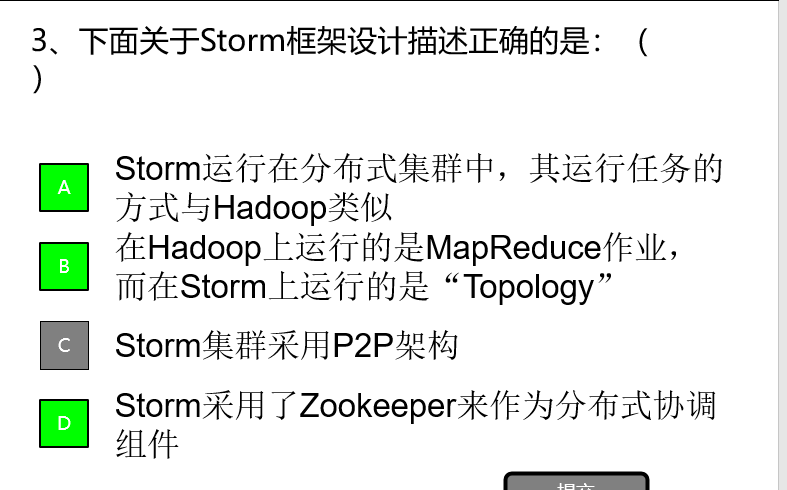 3、下面关于Storm框架设计描述正确的是：（
）
A
Storm运行在分布式集群中，其运行任务的
方式与Hadoop类似
B
在Hadoop上运行的是MapReduce作业，
而在Storm上运行的是“Topology”
C
Storm集群采用P2P架构
D
Storm采用了Zookeeper来作为分布式协调
组件